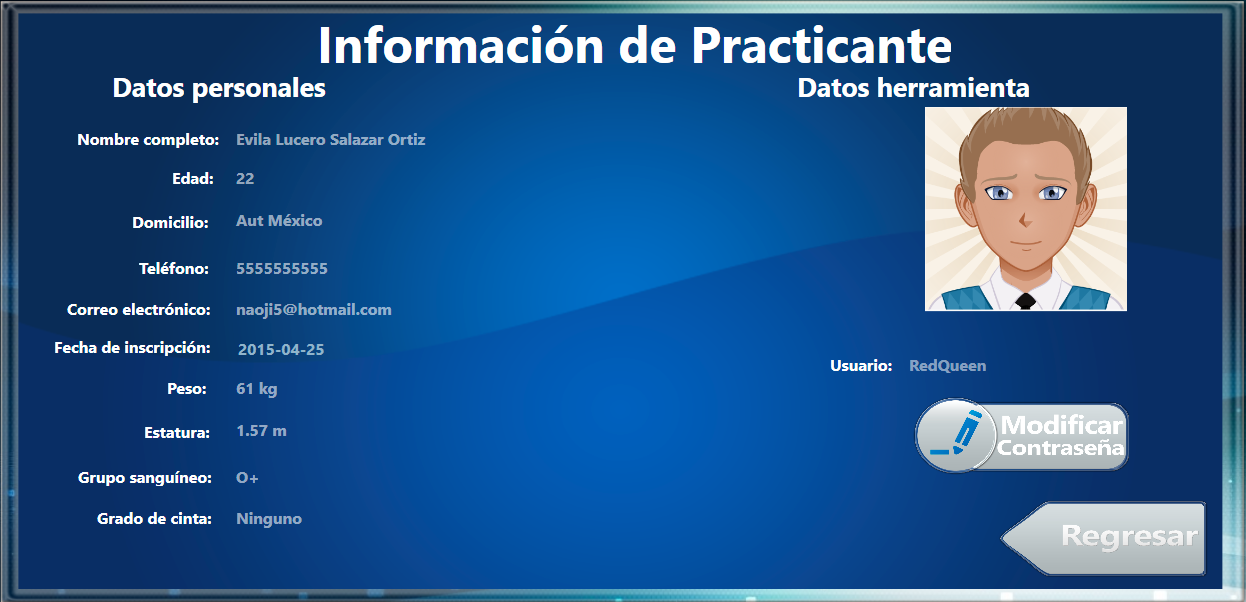 Información de Practicante
Datos personales
Datos herramienta
Nombre completo: Evila Lucero Salazar Ortiz
Edad: 22
Domicilio: Aut México
Teléfono: 5555555555
Correo electrónico: naoji5@hotmail.com
Fecha de inscripción: 2015-04-25
Peso: 61 kg
Estatura: 1.57 m
Grupo sanguíneo: O+
Grado de cinta: Ninguno
Usuario: RedQueen
Modificar
Contraseña
Regresar